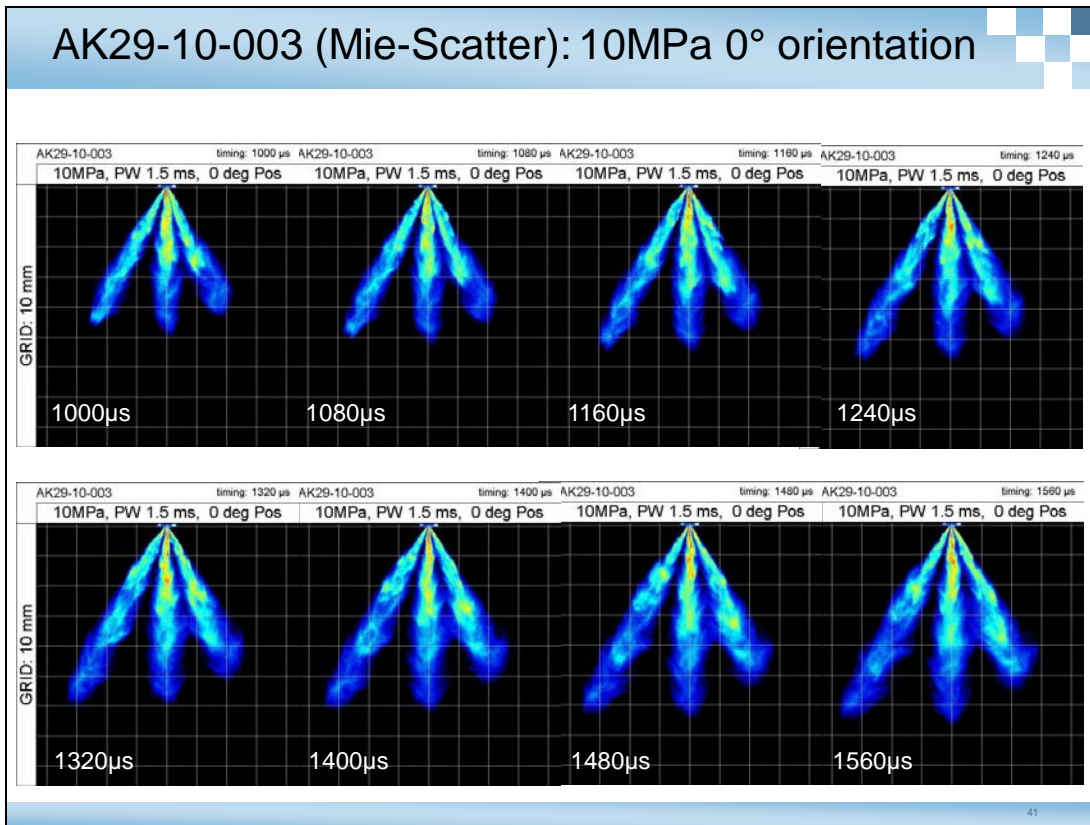 AK29-10-003 (Mie-Scatter): 10MPa 0° orientation
AK29-10-003 timing: 1000 µs AK29-10-003 timing: 1080 µs AK29-10-003 timing: 1160 µs AK29-10-003 timing: 1240 µs
10MPa, PW 1.5 ms, 0 deg Pos 10MPa, PW 1.5 ms, 0 deg Pos 10MPa, PW 1.5 ms, 0 deg Pos 10MPa, PW 1.5 ms, 0 deg Pos
GRID: 10 mm
1000µs 1080µs 1160µs 1240µs
AK29-10-003 timing: 1320 µs AK29-10-003 timing: 1400 µs AK29-10-003 timing: 1480 µs AK29-10-003 timing: 1560 µs
10MPa, PW 1.5 ms, 0 deg Pos 10MPa, PW 1.5 ms, 0 deg Pos 10MPa, PW 1.5 ms, 0 deg Pos 10MPa, PW 1.5 ms, 0 deg Pos
GRID: 10 mm
1320µs 1400µs 1480µs 1560µs
41